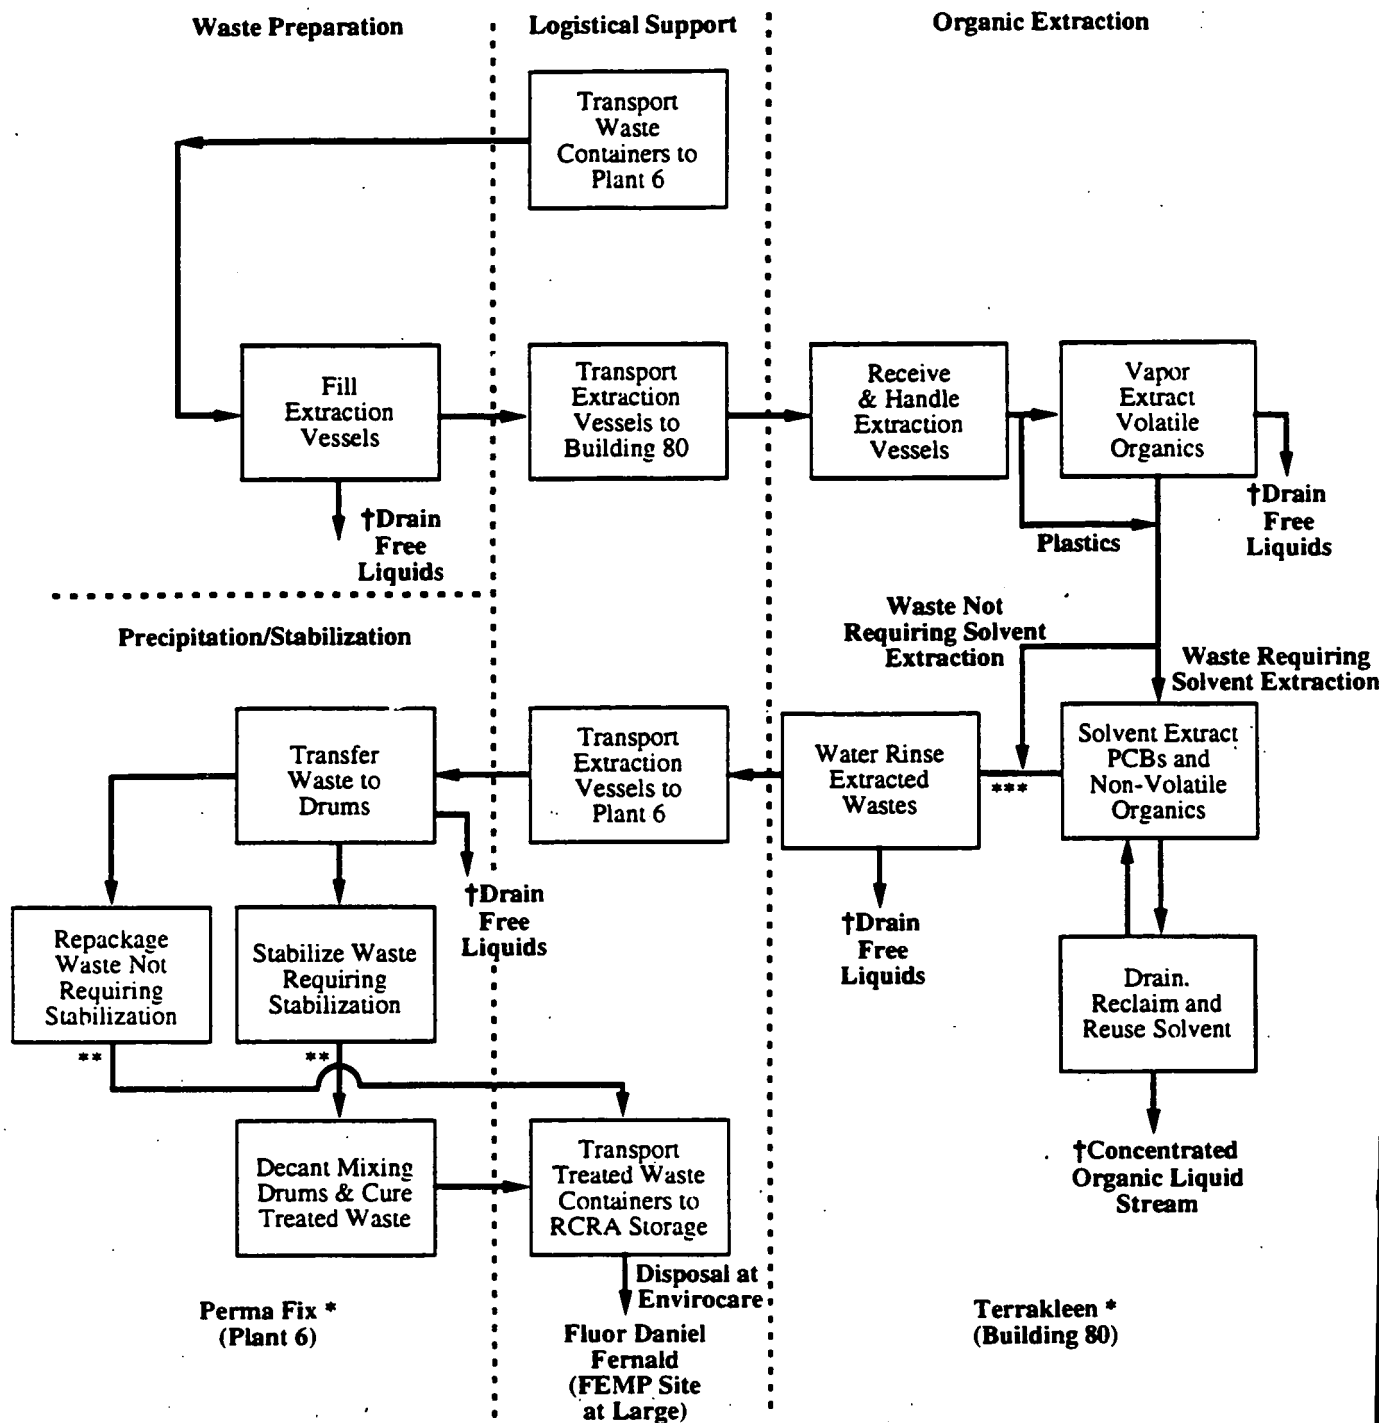 Waste Preparation
Logistical Support
Organic Extraction
Transport
Waste
Containers to
Plant 6
Fill
Extraction
Vessels
Transport
Extraction
Vessels to
Building 80
Receive
& Handle
Extraction
Vessels
Vapor
Extract
Volatile
Organics
†Drain
Free
Liquids
†Drain
Free
Liquids
Plastics
Precipitation/Stabilization
Waste Not
Requiring Solvent
Extraction
Waste Requiring
Solvent Extraction
Transfer
Waste to
Drums
Transport
Extraction
Vessels to
Plant 6
Water Rinse
Extracted
Wastes
***
Solvent Extract
PCBs and
Non-Volatile
Organics
†Drain
Free
Liquids
†Drain
Free
Liquids
Repackage
Waste Not
Requiring
Stabilization
**
Stabilize Waste
Requiring
Stabilization
**
Drain.
Reclaim and
Reuse Solvent
Decant Mixing
Drums & Cure
Treated Waste
Transport
Treated Waste
Containers to
RCRA Storage
†Concentrated
Organic Liquid
Stream
Disposal at
Envirocare
Perma Fix *
(Plant 6)
Fluor Daniel
Fernald
(FEMP Site
at Large)
Terrakleen *
(Building 80)